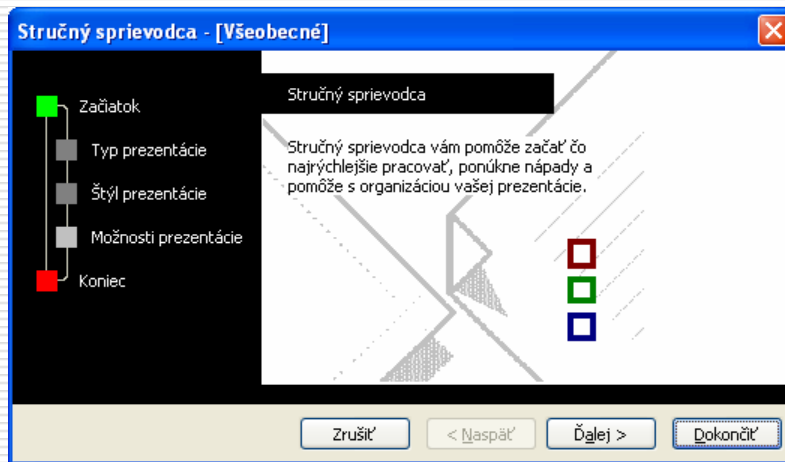 Stručný sprievodca - [Všeobecné]
Začiatok
Typ prezentácie
Štýl prezentácie
Možnosti prezentácie
Koniec
Stručný sprievodca
Stručný sprievodca vám pomôže začať čo
najrýchlejšie pracovať, ponúkne nápady a
pomôže s organizáciou vašej prezentácie.
Zrušiť
< Naspäť
Ďalej >
Dokončiť